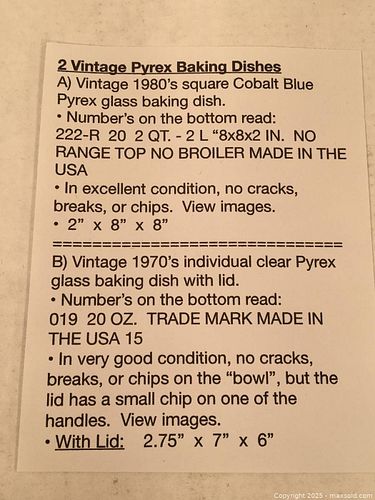 2 Vintage Pyrex Baking Dishes
A) Vintage 1980's square Cobalt Blue
Pyrex glass baking dish.
• Number's on the bottom read:
222-R  20  2 QT. - 2 L "8x8x2 IN.  NO
RANGE TOP NO BROILER MADE IN THE
USA
• In excellent condition, no cracks,
breaks, or chips.  View images.
•  2"  x  8"  x  8"
==============================
B) Vintage 1970's individual clear Pyrex
glass baking dish with lid.
• Number's on the bottom read:
019  20 OZ.  TRADE MARK MADE IN
THE USA 15
• In very good condition, no cracks,
breaks, or chips on the "bowl", but the
lid has a small chip on one of the
handles.  View images.
• With Lid:   2.75"  x  7"  x  6"
Copyright 2025 - maxsold.com